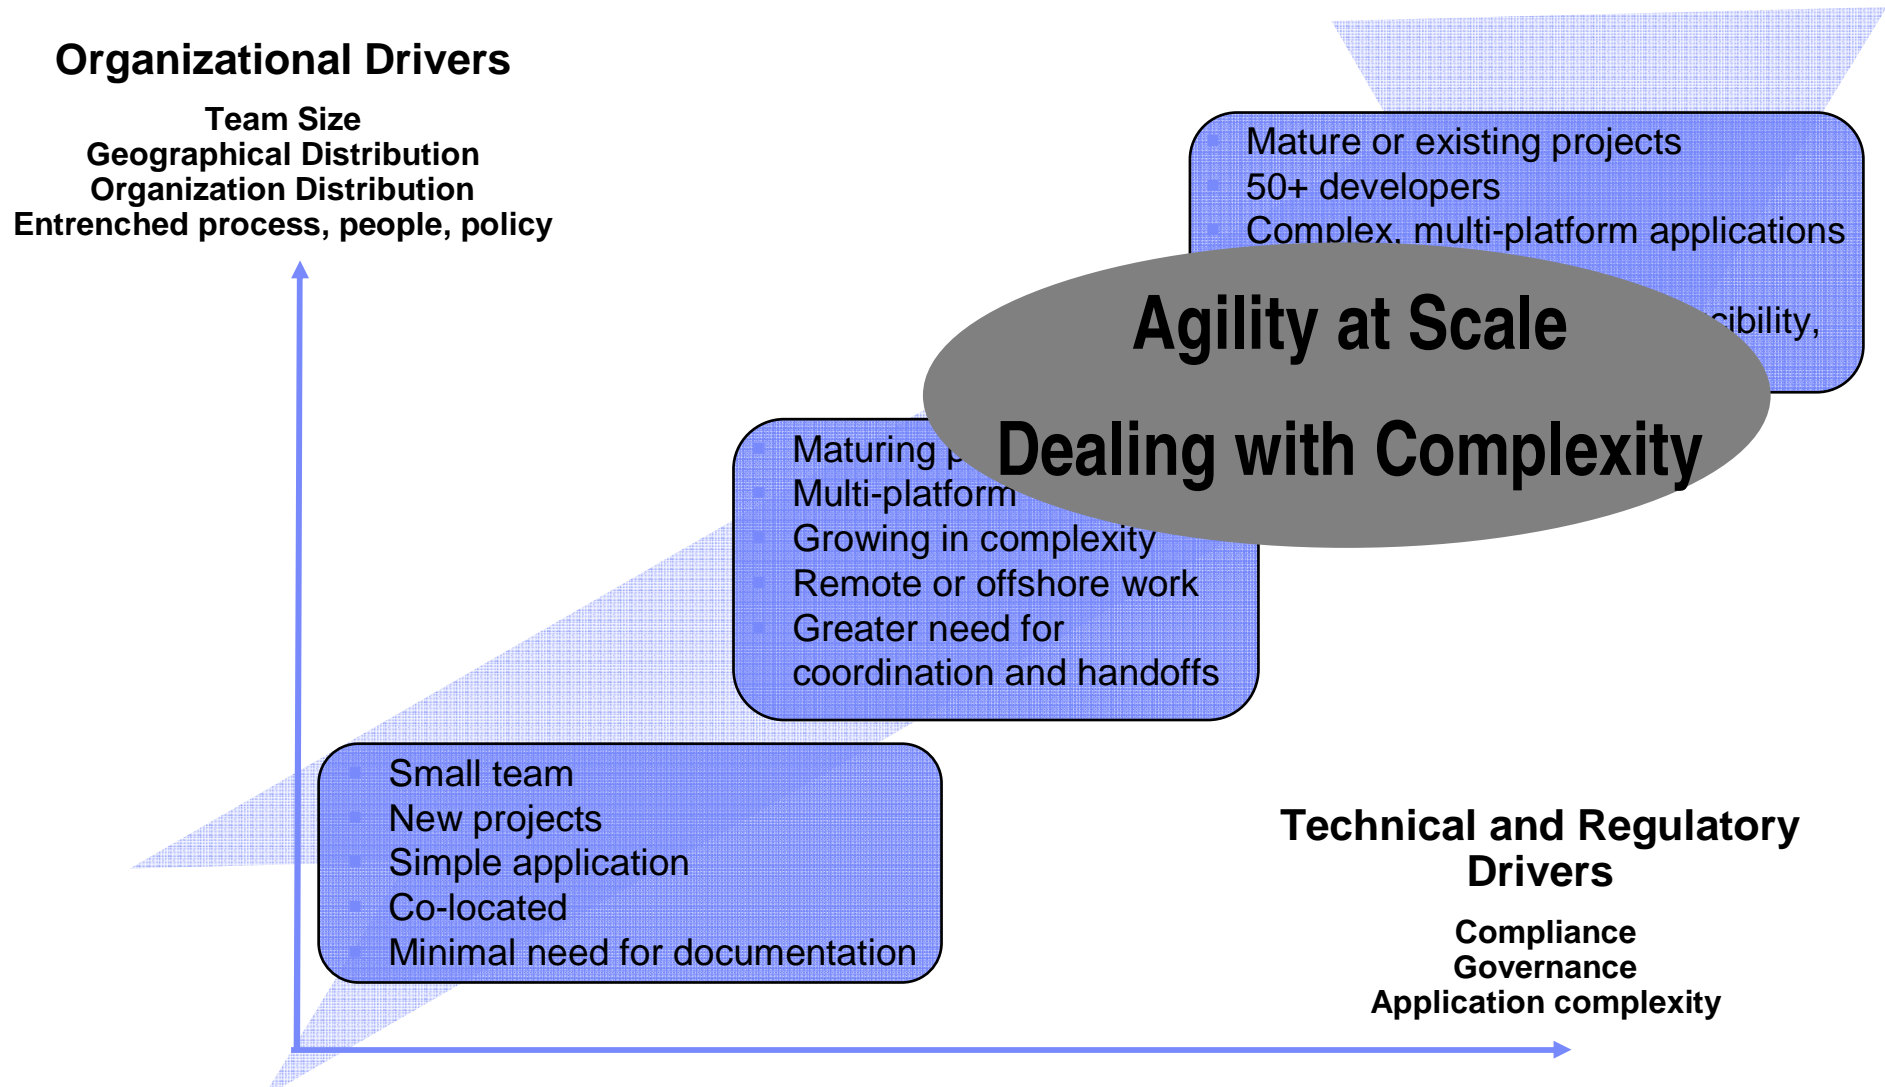 Organizational Drivers
Team Size
Geographical Distribution
Organization Distribution
Entrenched process, people, policy
Mature or existing projects
50+ developers
Complex, multi-platform applications
Agility at Scale
Dealing with Complexity
Maturing
Multi-platform
Growing in complexity
Remote or offshore work
Greater need for
coordination and handoffs
Small team
New projects
Simple application
Co-located
Minimal need for documentation
Technical and Regulatory
Drivers
Compliance
Governance
Application complexity